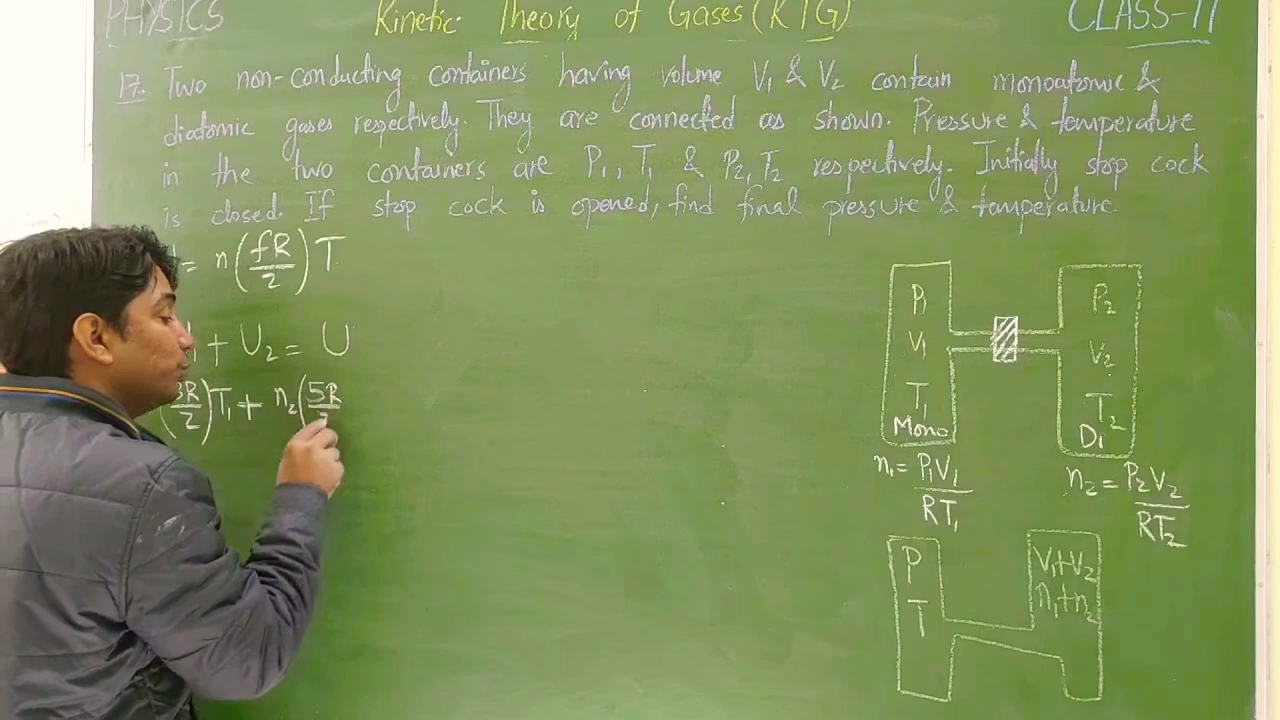 PHYSICS
Kinetic Theory of Gases (KTG)
CLASS-11
17. Two non-conducting containers having volume V₁ & V₂ contain monoatomic &
diatomic gases respectively. They are connected as shown. Pressure & temperature
in the two containers are P₁, T₁ & P₂, T₂ respectively. Initially stop cock
is closed. If stop cock is opened, find final pressure & temperature.
= n(fR/2)T
+ U₂ = U
(3R/2)T₁ + n₂(5R
P₁
V₁
T₁
Mono
P₂
V₂
T₂
Di
n₁ = P₁V₁/RT₁
n₂ = P₂V₂/RT₂
P
T
V₁+V₂
n₁+n₂